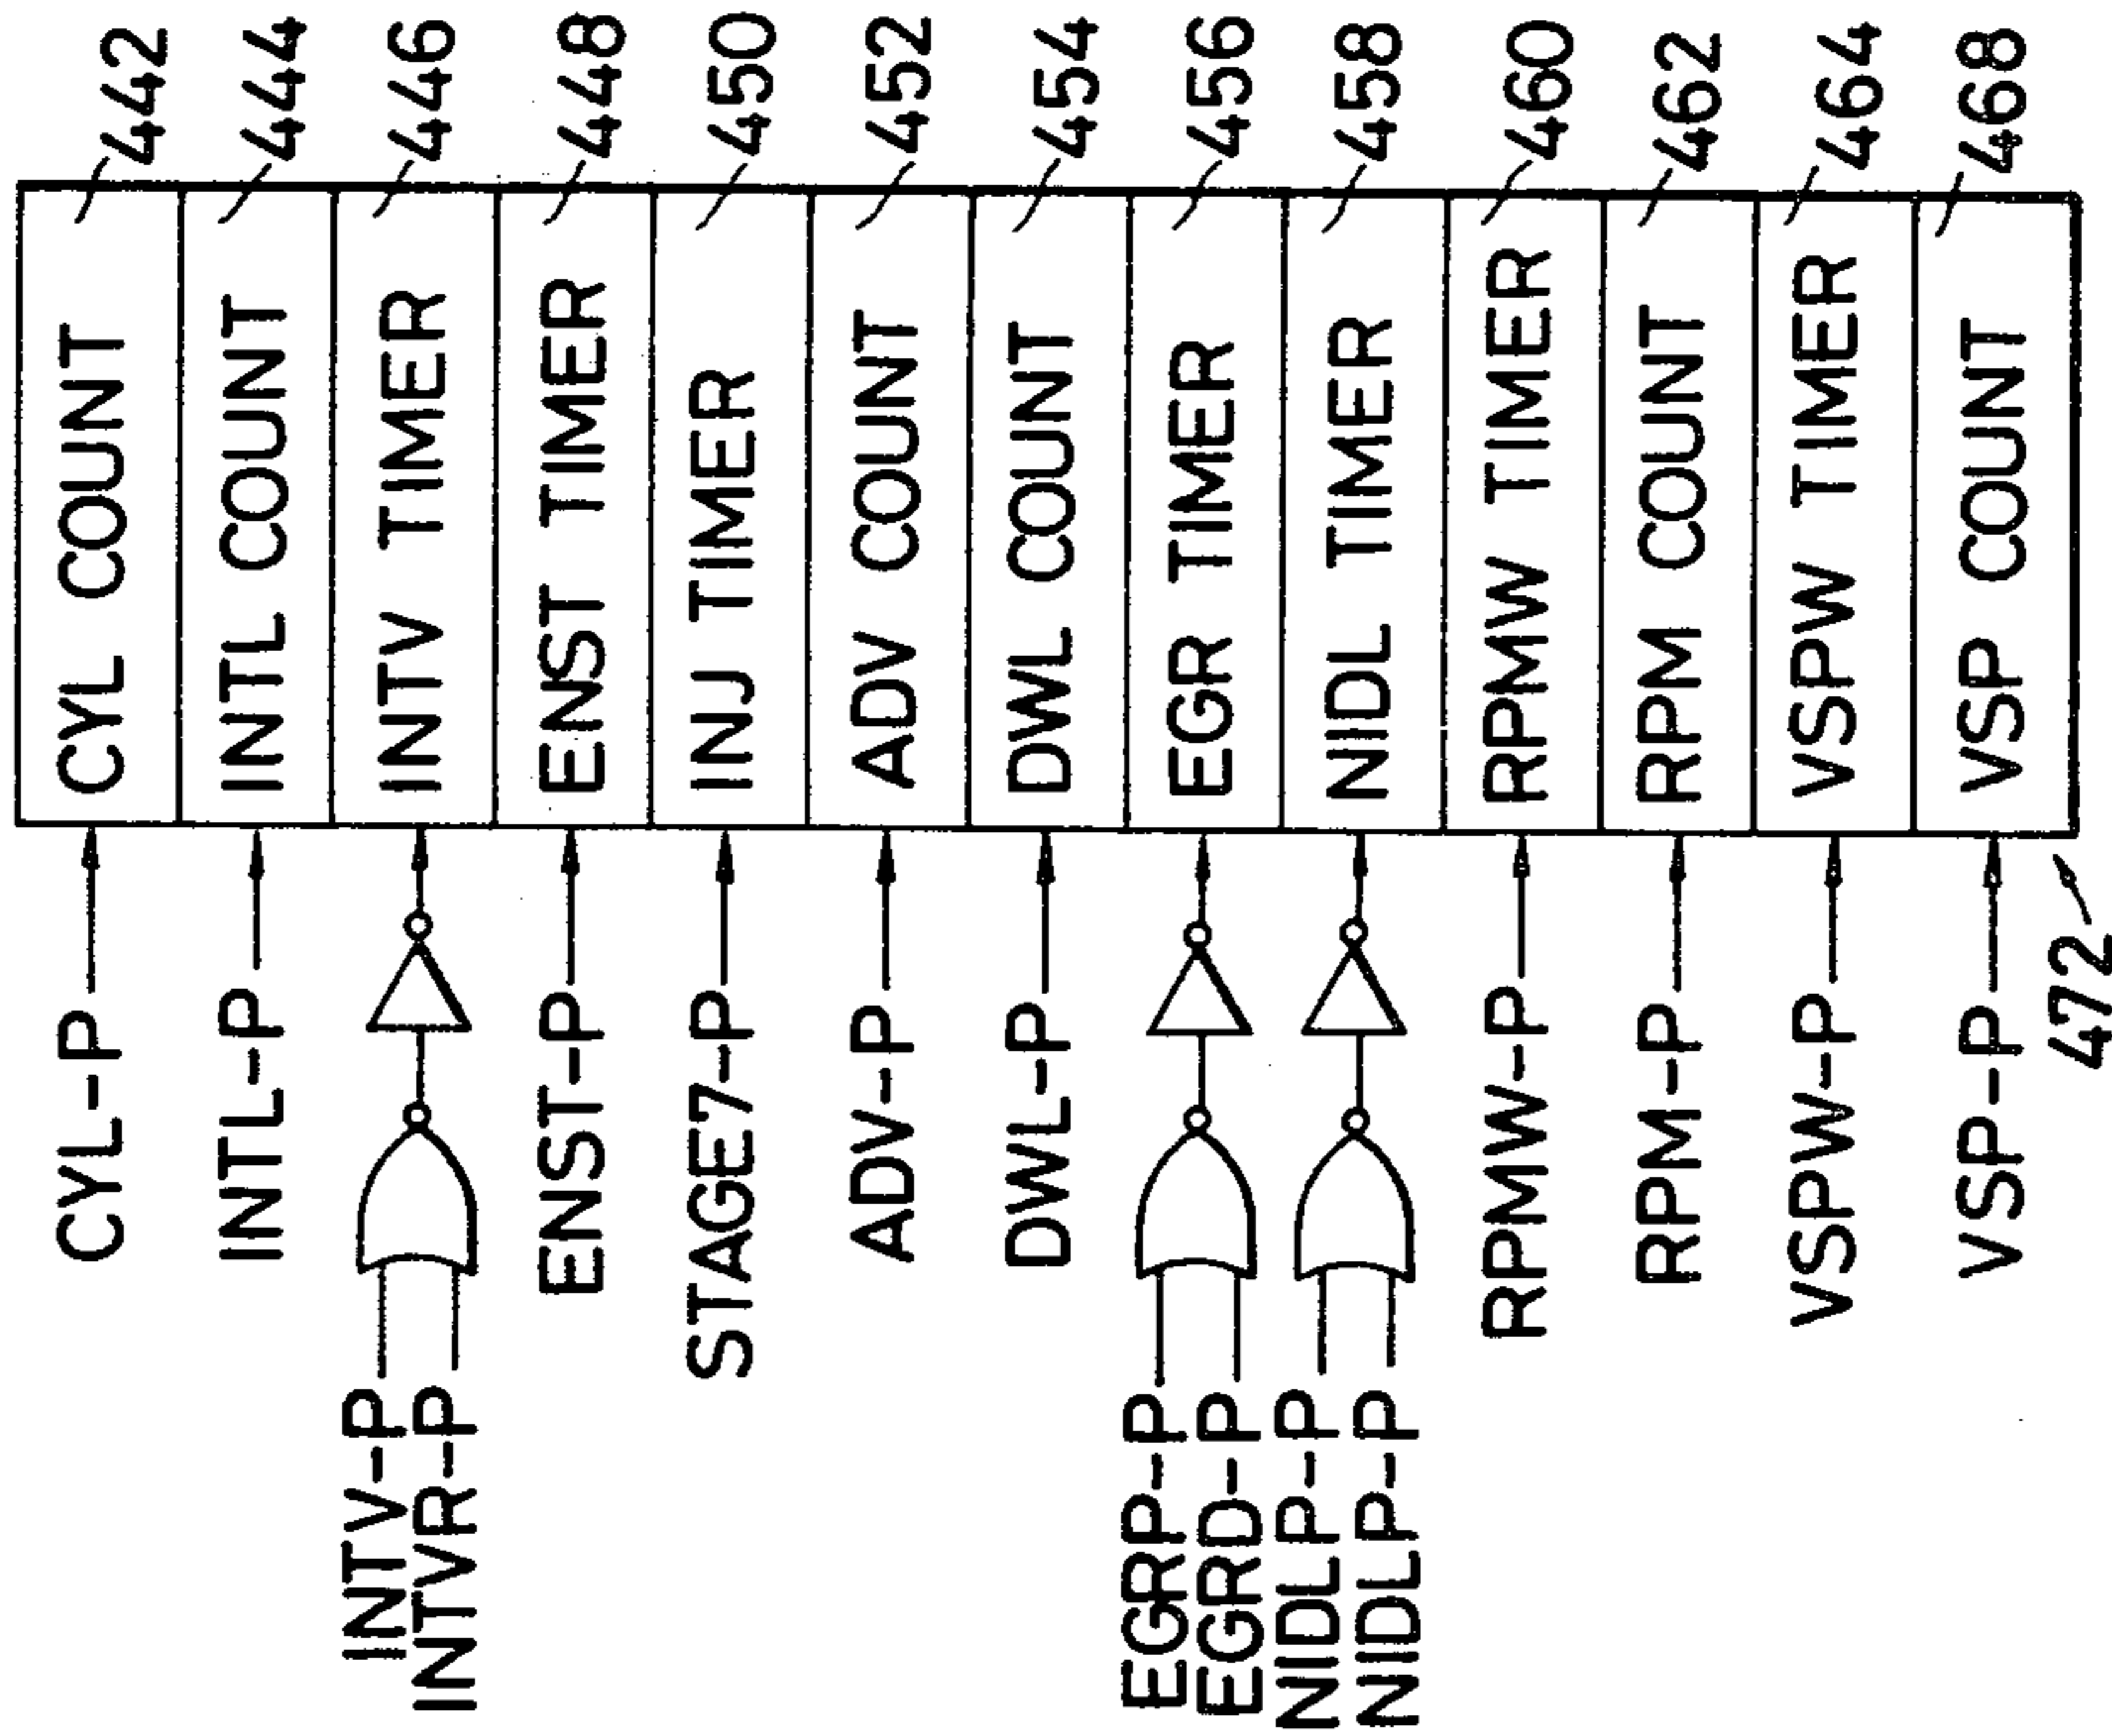 CYL-P
CYL COUNT
442
INTL-P
INTL COUNT
444
INTV-P
INTVR-P
INTV TIMER
446
ENST-P
ENST TIMER
448
STAGE7-P
INJ TIMER
450
ADV-P
ADV COUNT
452
DWL-P
DWL COUNT
454
EGRP-P
EGRD-P
EGR TIMER
456
NIDLP-P
NIDLP-P
NIDL TIMER
458
RPMW-P
RPMW TIMER
460
RPM-P
RPM COUNT
462
VSPW-P
VSPW TIMER
464
VSP-P
VSP COUNT
468
472